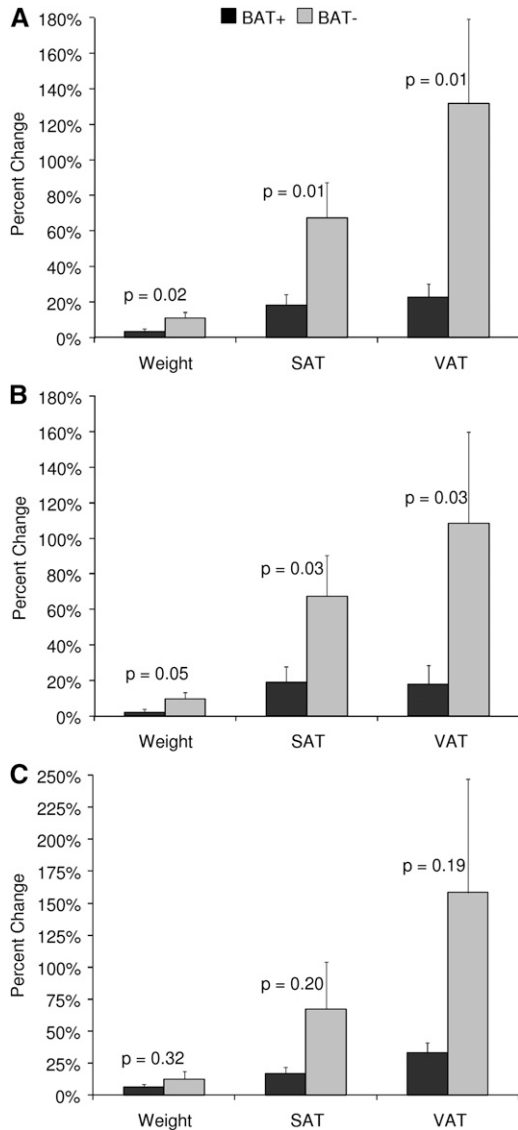 A
BAT+ BAT-
180%
160%
140%
120%
100%
80%
60%
40%
20%
0%
Percent Change
p = 0.02
p = 0.01
p = 0.01
Weight SAT VAT
B
180%
160%
140%
120%
100%
80%
60%
40%
20%
0%
Percent Change
p = 0.05
p = 0.03
p = 0.03
Weight SAT VAT
C
250%
225%
200%
175%
150%
125%
100%
75%
50%
25%
0%
Percent Change
p = 0.32
p = 0.20
p = 0.19
Weight SAT VAT